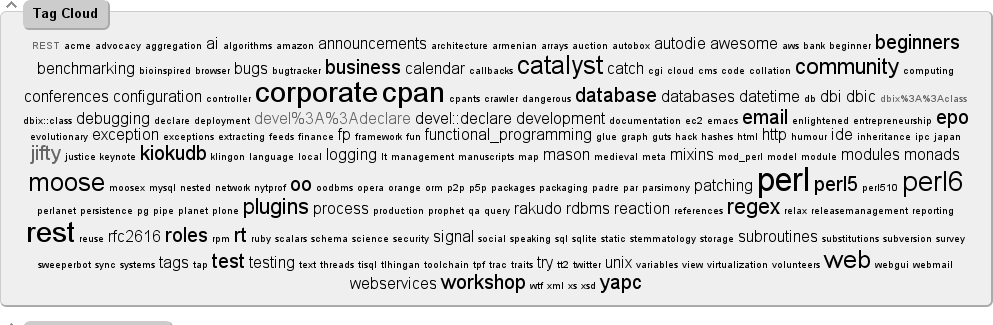 Tag Cloud
REST acme advocacy aggregation ai algorithms amazon announcements architecture armenian arrays auction autobox autodie awesome aws bank beginner beginners
benchmarking bioinspired browser bugs bugtracker business calendar callbacks catalyst catch cgi cloud cms code collation community computing
conferences configuration controller corporate cpan cpants crawler dangerous database databases datetime db dbi dbic dbix%3A%3Aclass
dbix::class debugging declare deployment devel%3A%3Adeclare devel::declare development documentation ec2 emacs email enlightened entrepreneurship epo
evolutionary exception exceptions extracting feeds finance fp framework fun functional_programming glue graph guts hack hashes html http humour ide inheritance ipc japan
jifty justice keynote kiokudb klingon language local logging lt management manuscripts map mason medieval meta mixins mod_perl model module modules monads
moose moosex mysql nested network nytprof oo oodbms opera orange orm p2p p5p packages packaging padre par parsimony patching perl perl5 perl510 perl6
perlanet persistence pg pipe planet plone plugins process production prophet qa query rakudo rdbms reaction references regex relax releasemanagement reporting
rest reuse rfc2616 roles rpm rt ruby scalars schema science security signal social speaking sql sqlite static stemmatology storage subroutines substitutions subversion survey
sweeperbot sync systems tags tap test testing text threads tisql tlhingan toolchain tpf trac traits try tt2 twitter unix variables view virtualization volunteers web webgui webmail
webservices workshop wtf xml xs xsd yapc